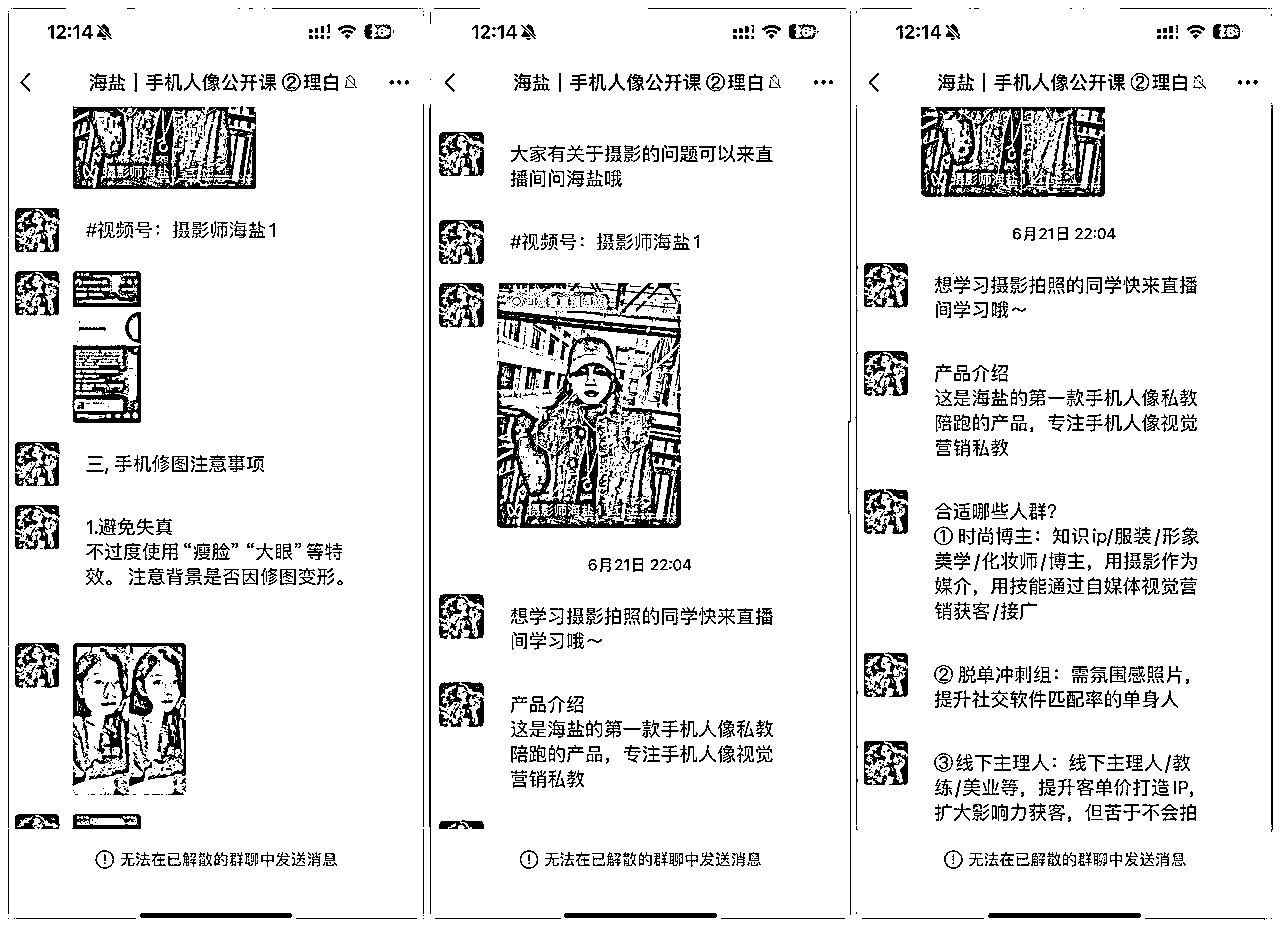 12:14
海盐｜手机人像公开课 ②理白
摄影师海盐1
#视频号：摄影师海盐1
三, 手机修图注意事项
1.避免失真
不过度使用“瘦脸”“大眼”等特
效。 注意背景是否因修图变形。
无法在已解散的群聊中发送消息
12:14
海盐｜手机人像公开课 ②理白
大家有关于摄影的问题可以来直
播间问海盐哦
#视频号：摄影师海盐1
摄影师海盐1
6月21日 22:04
想学习摄影拍照的同学快来直播
间学习哦～
产品介绍
这是海盐的第一款手机人像私教
陪跑的产品，专注手机人像视觉
营销私教
无法在已解散的群聊中发送消息
12:14
海盐｜手机人像公开课 ②理白
摄影师海盐1
6月21日 22:04
想学习摄影拍照的同学快来直播
间学习哦～
产品介绍
这是海盐的第一款手机人像私教
陪跑的产品，专注手机人像视觉
营销私教
合适哪些人群?
① 时尚博主：知识ip/服装/形象
美学/化妆师/博主，用摄影作为
媒介，用技能通过自媒体视觉营
销获客/接广
② 脱单冲刺组：需氛围感照片，
提升社交软件匹配率的单身人
③线下主理人：线下主理人/教
练/美业等，提升客单价打造IP,
扩大影响力获客，但苦于不会拍
无法在已解散的群聊中发送消息